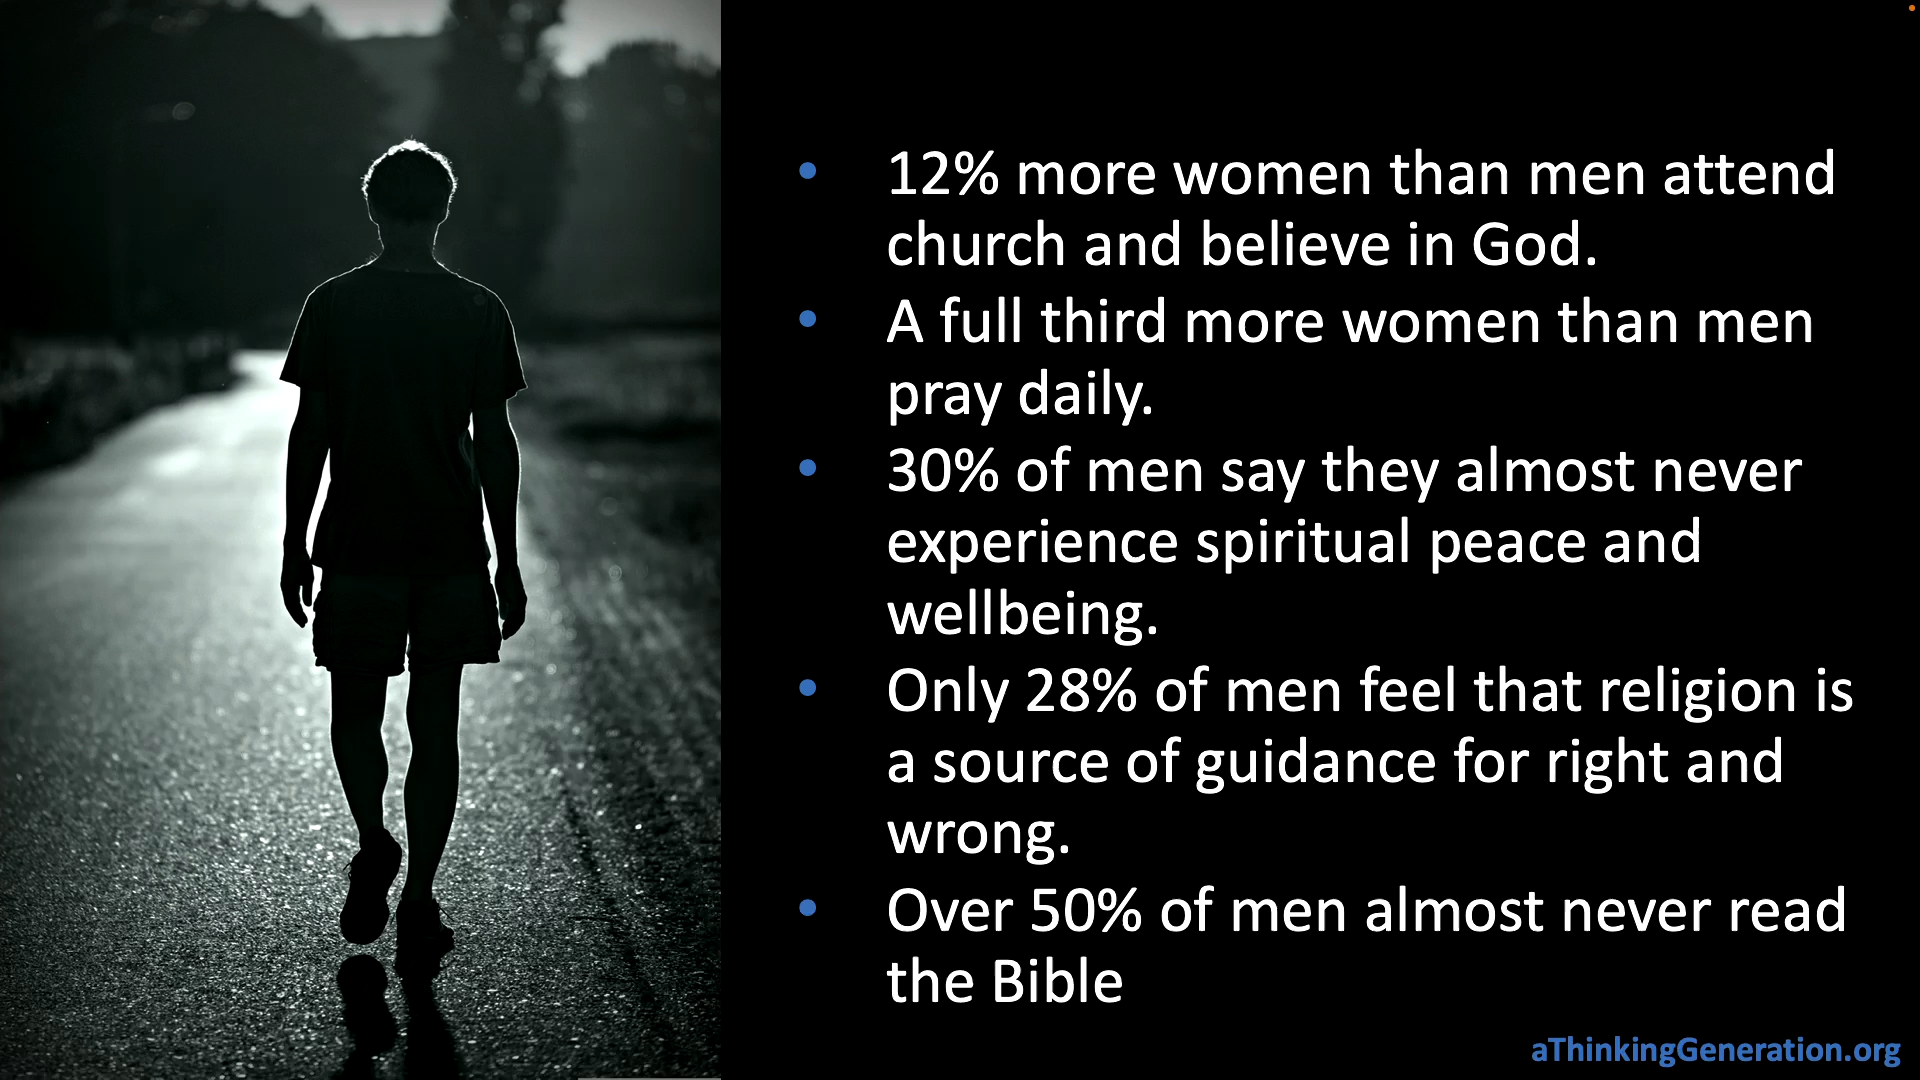 • 12% more women than men attend
church and believe in God.
• A full third more women than men
pray daily.
• 30% of men say they almost never
experience spiritual peace and
wellbeing.
• Only 28% of men feel that religion is
a source of guidance for right and
wrong.
• Over 50% of men almost never read
the Bible
aThinkingGeneration.org